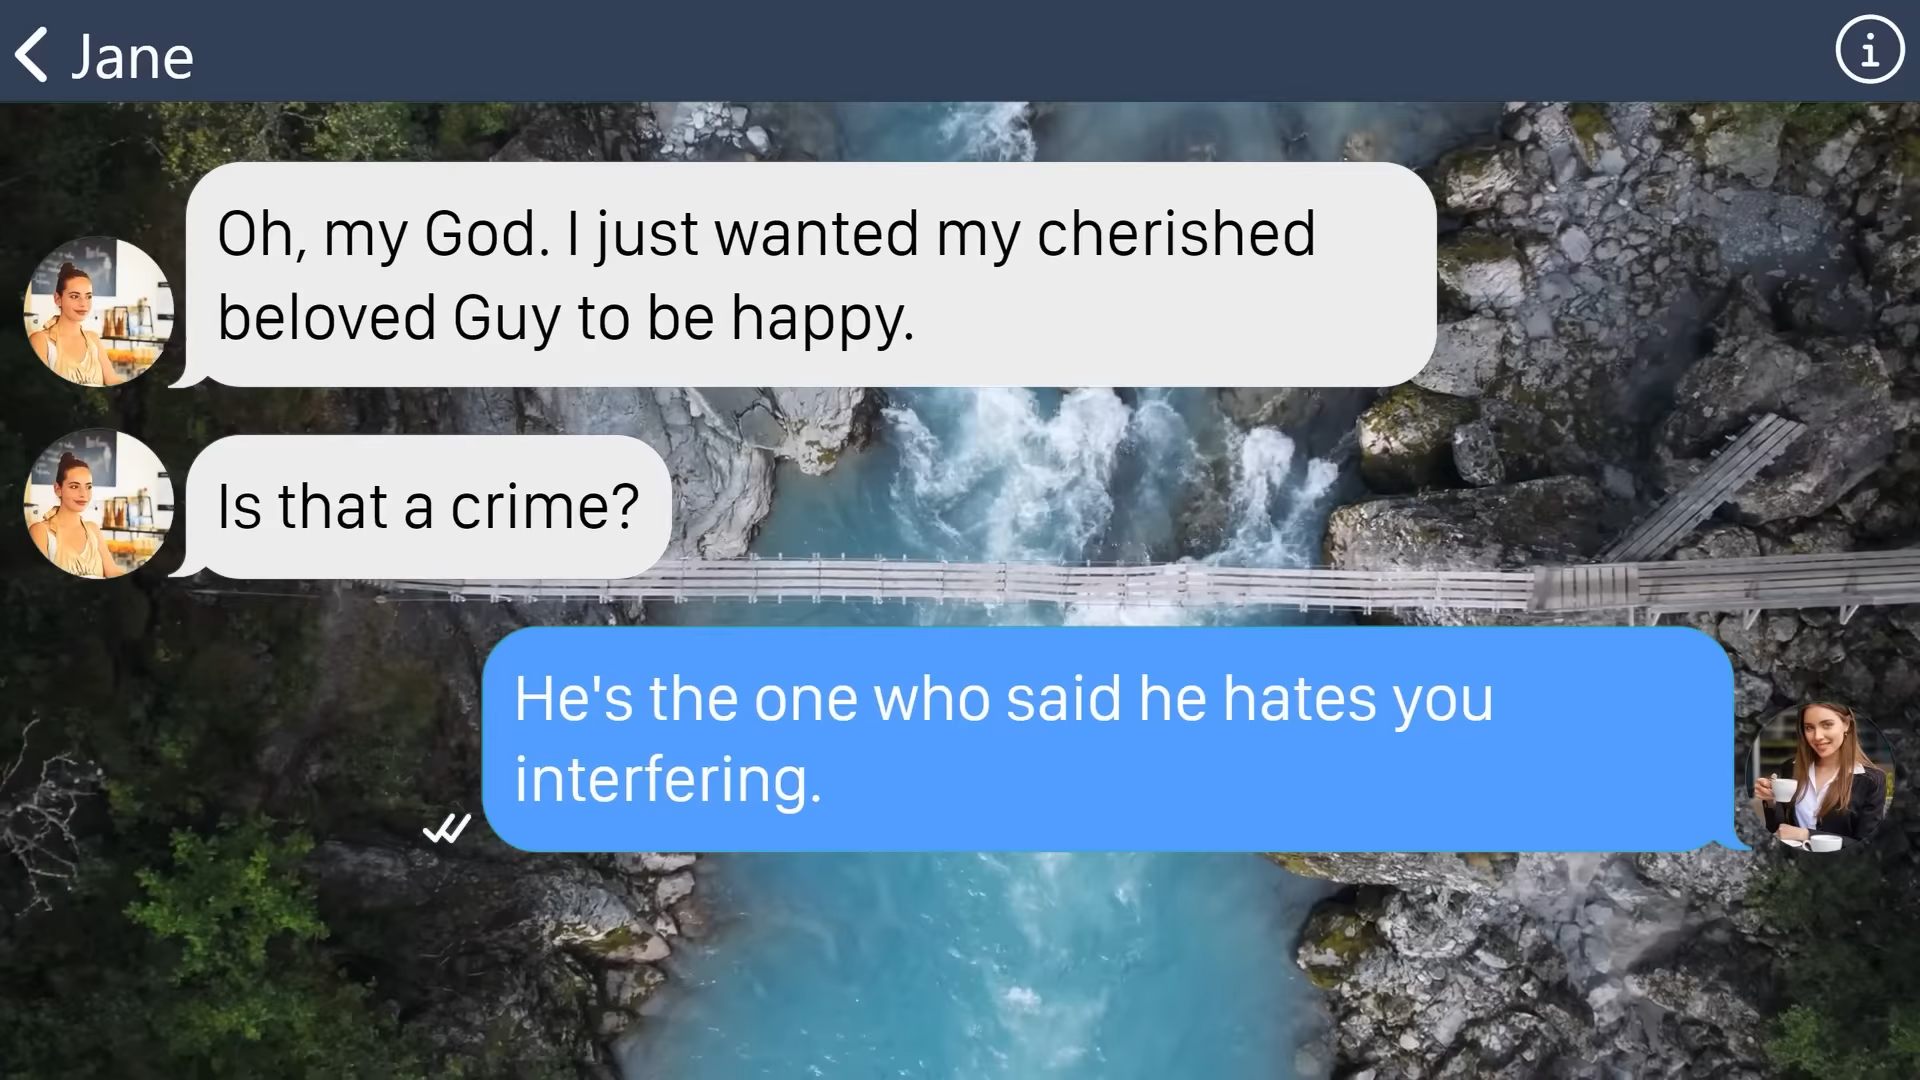 Jane
Oh, my God. I just wanted my cherished
beloved Guy to be happy.
Is that a crime?
He's the one who said he hates you
interfering.